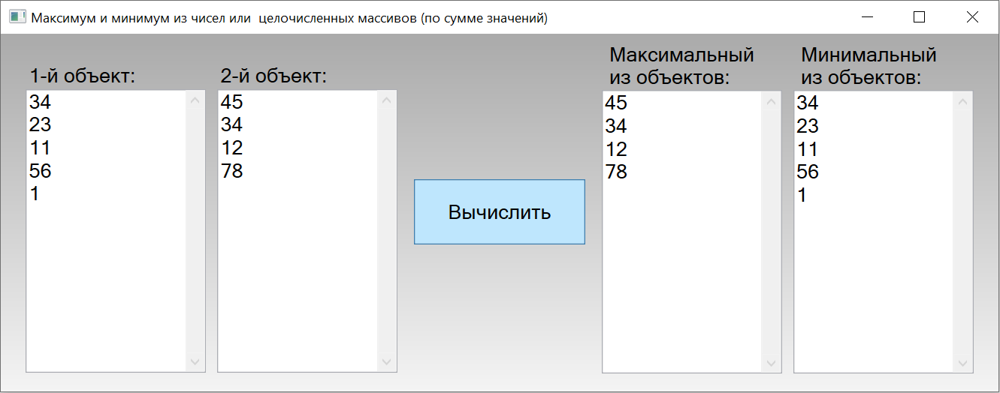 Максимум и минимум из чисел или  целочисленных массивов (по сумме значений)
1-й объект:
34
23
11
56
1
2-й объект:
45
34
12
78
Вычислить
Максимальный
из объектов:
45
34
12
78
Минимальный
из объектов:
34
23
11
56
1